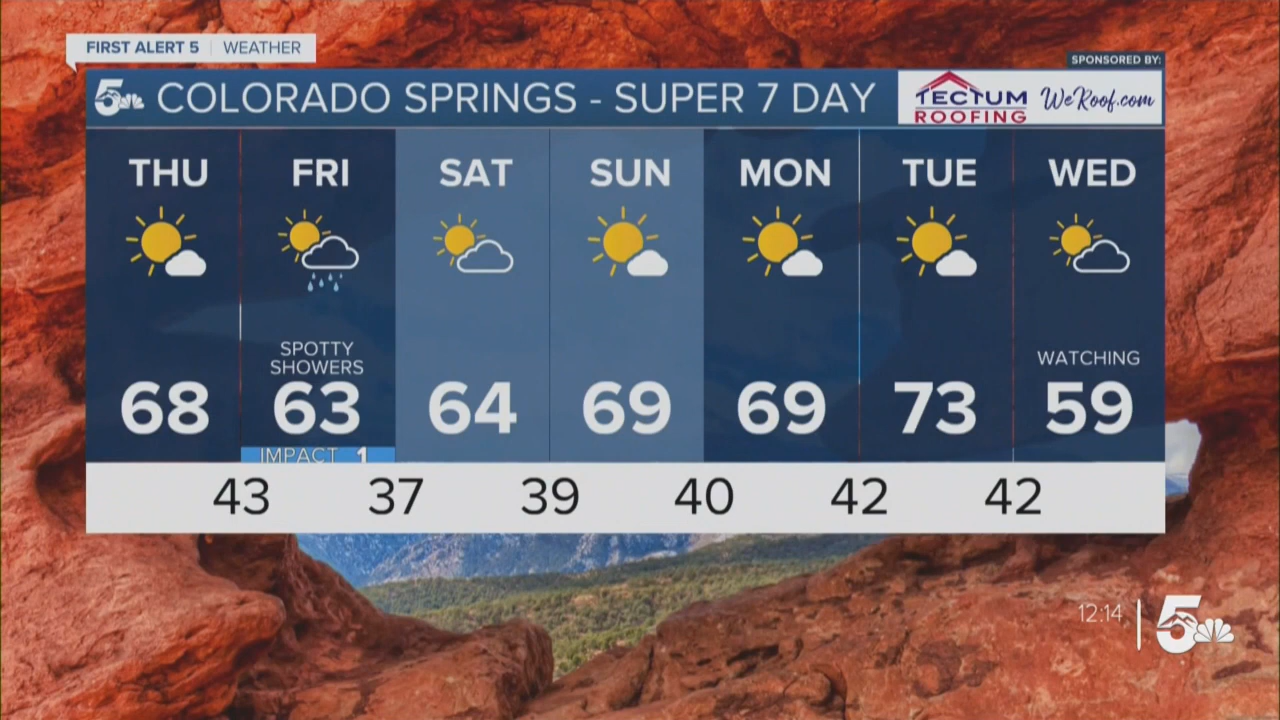 FIRST ALERT 5 | WEATHER
SPONSORED BY:
5 COLORADO SPRINGS - SUPER 7 DAY
TECTUM
ROOFING
WeRoof.com
THU FRI SAT SUN MON TUE WED
SPOTTY
SHOWERS
WATCHING
68 63 64 69 69 73 59
IMPACT 1
43 37 39 40 42 42
12:14 | 5